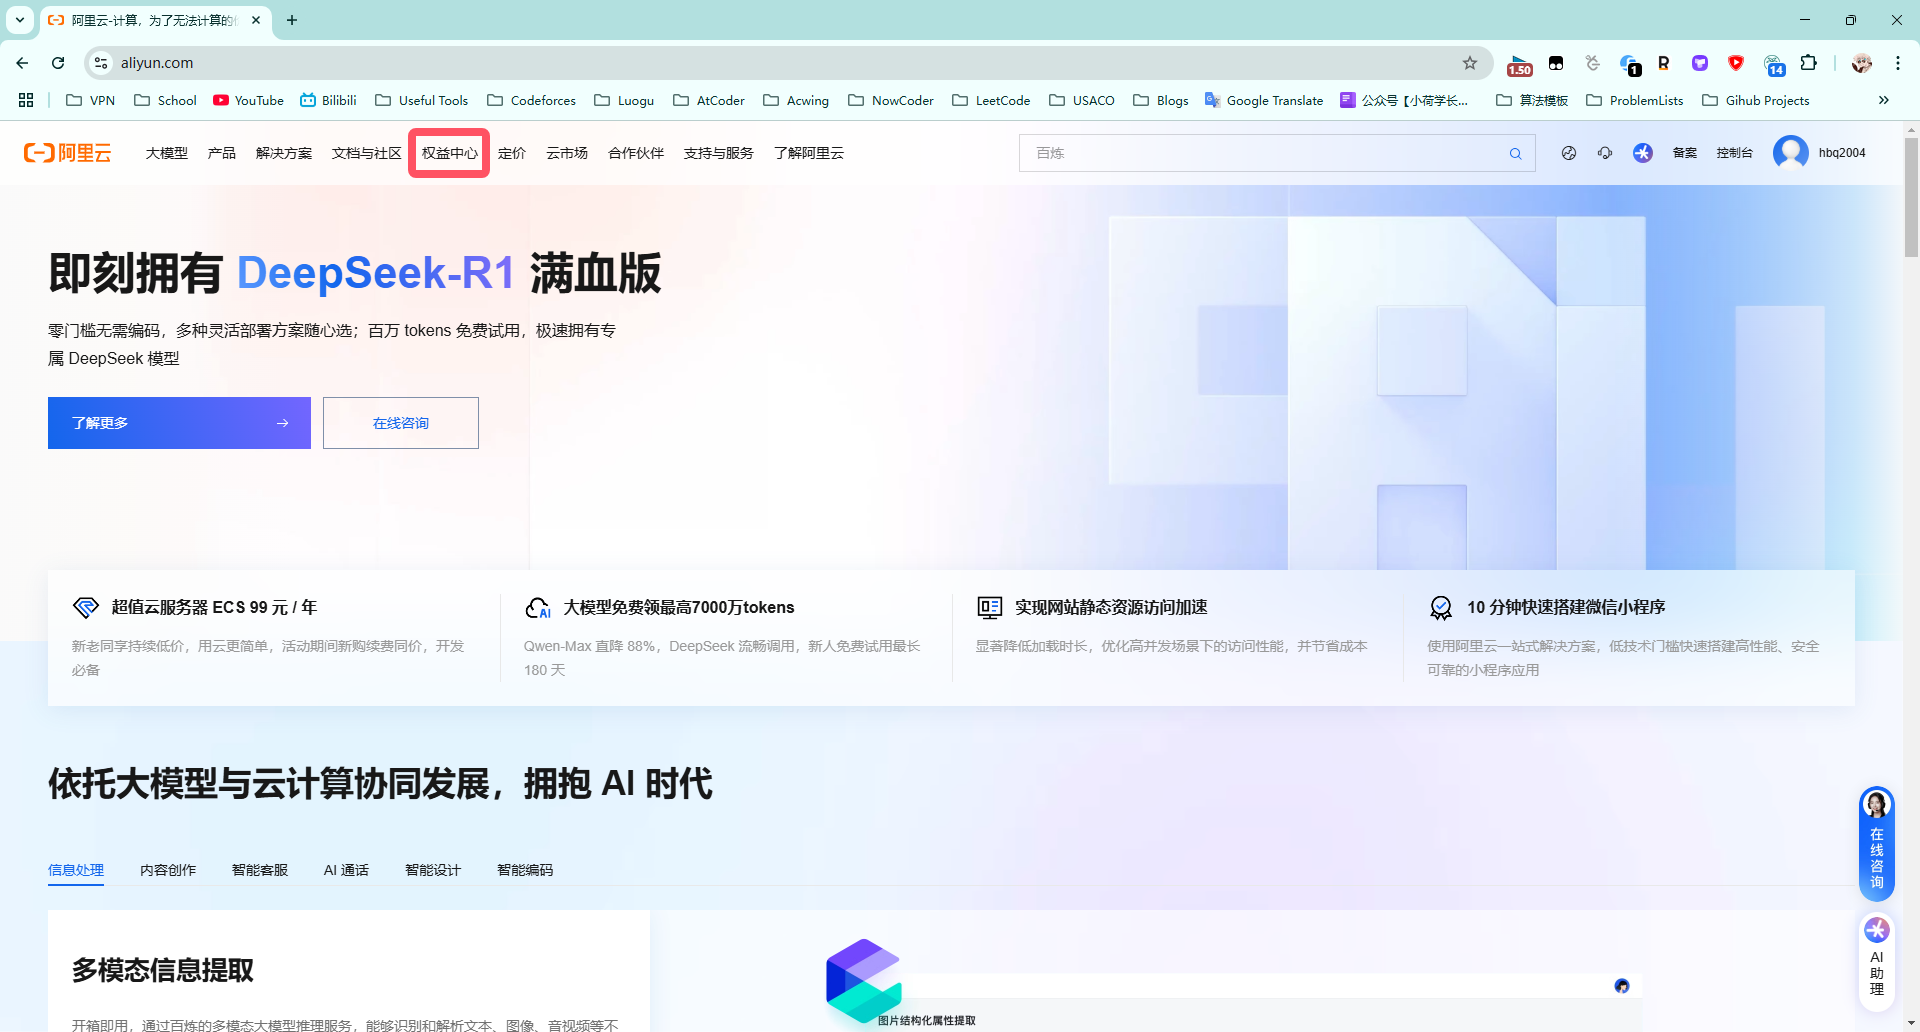 阿里云-计算，为了无法计算的
aliyun.com
1.50
1
14
VPN
School
YouTube
Bilibili
Useful Tools
Codeforces
Luogu
AtCoder
Acwing
NowCoder
LeetCode
USACO
Blogs
Google Translate
公众号【小荷学长...
算法模板
ProblemLists
Gihub Projects
阿里云
大模型
产品
解决方案
文档与社区
权益中心
定价
云市场
合作伙伴
支持与服务
了解阿里云
百炼
备案
控制台
hbq2004
即刻拥有 DeepSeek-R1 满血版
零门槛无需编码，多种灵活部署方案随心选；百万 tokens 免费试用，极速拥有专
属 DeepSeek 模型
了解更多
在线咨询
超值云服务器 ECS 99 元 / 年
新老同享持续低价，用云更简单，活动期间新购续费同价，开发
必备
大模型免费领最高7000万tokens
Qwen-Max 直降 88%，DeepSeek 流畅调用，新人免费试用最长
180 天
实现网站静态资源访问加速
显著降低加载时长，优化高并发场景下的访问性能，并节省成本
10 分钟快速搭建微信小程序
使用阿里云一站式解决方案，低技术门槛快速搭建高性能、安全
可靠的小程序应用
依托大模型与云计算协同发展，拥抱 AI 时代
信息处理
内容创作
智能客服
AI 通话
智能设计
智能编码
多模态信息提取
开箱即用，通过百炼的多模态大模型推理服务，能够识别和解析文本、图像、音视频等不
图片结构化属性提取
在线咨询
AI助理